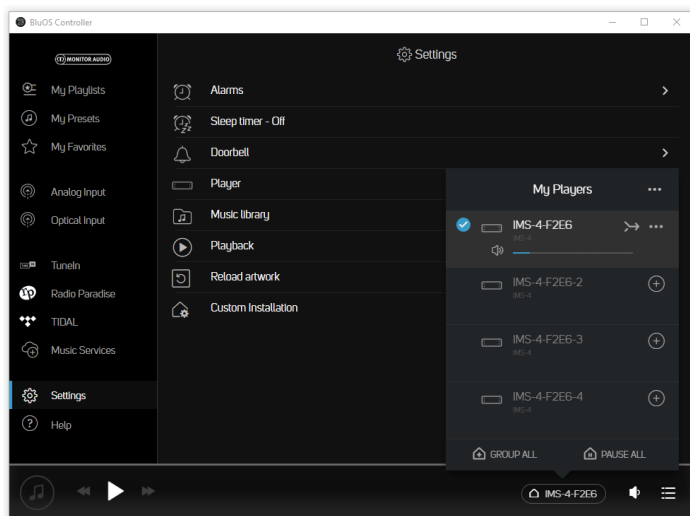 BluOS Controller
MONITOR AUDIO
Settings
My Playlists
My Presets
My Favorites
Analog Input
Optical Input
TuneIn
Radio Paradise
TIDAL
Music Services
Settings
Help
Alarms
Sleep timer - Off
Doorbell
Player
Music library
Playback
Reload artwork
Custom Installation
My Players
IMS-4-F2E6
IMS-4
IMS-4-F2E6-2
IMS-4
IMS-4-F2E6-3
IMS-4
IMS-4-F2E6-4
IMS-4
GROUP ALL
PAUSE ALL
IMS-4-F2E6